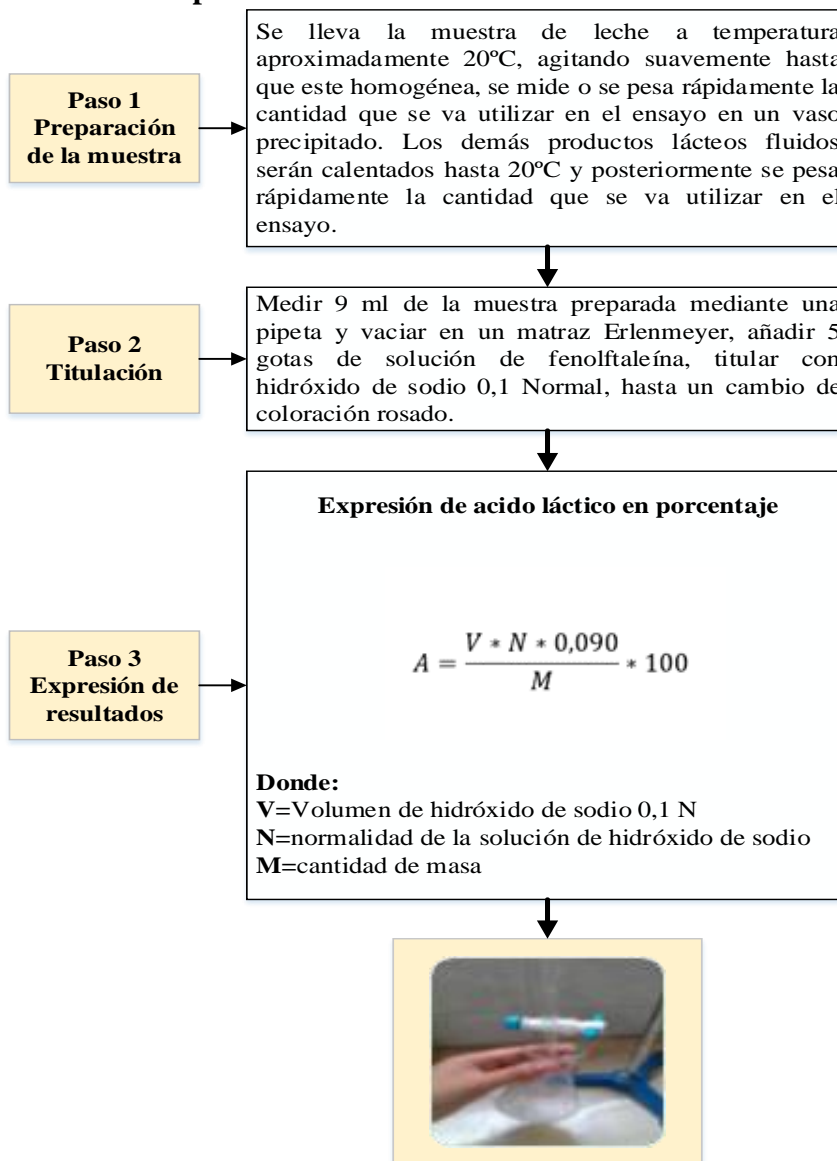 Paso 1
Preparación
de la muestra
Se lleva la muestra de leche a temperatura
aproximadamente 20ºC, agitando suavemente hasta
que este homogénea, se mide o se pesa rápidamente la
cantidad que se va utilizar en el ensayo en un vaso
precipitado. Los demás productos lácteos fluidos
serán calentados hasta 20ºC y posteriormente se pesa
rápidamente la cantidad que se va utilizar en el
ensayo.
Paso 2
Titulación
Medir 9 ml de la muestra preparada mediante una
pipeta y vaciar en un matraz Erlenmeyer, añadir 5
gotas de solución de fenolftaleína, titular con
hidróxido de sodio 0,1 Normal, hasta un cambio de
coloración rosado.
Paso 3
Expresión de
resultados
Expresión de acido láctico en porcentaje
A = V * N * 0,090 / M * 100
Donde:
V=Volumen de hidróxido de sodio 0,1 N
N=normalidad de la solución de hidróxido de sodio
M=cantidad de masa